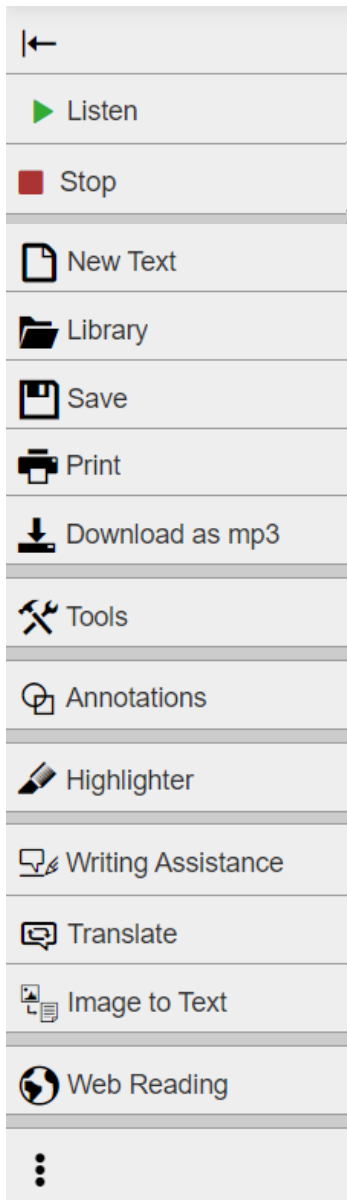 Listen
Stop
New Text
Library
Save
Print
Download as mp3
Tools
Annotations
Highlighter
Writing Assistance
Translate
Image to Text
Web Reading